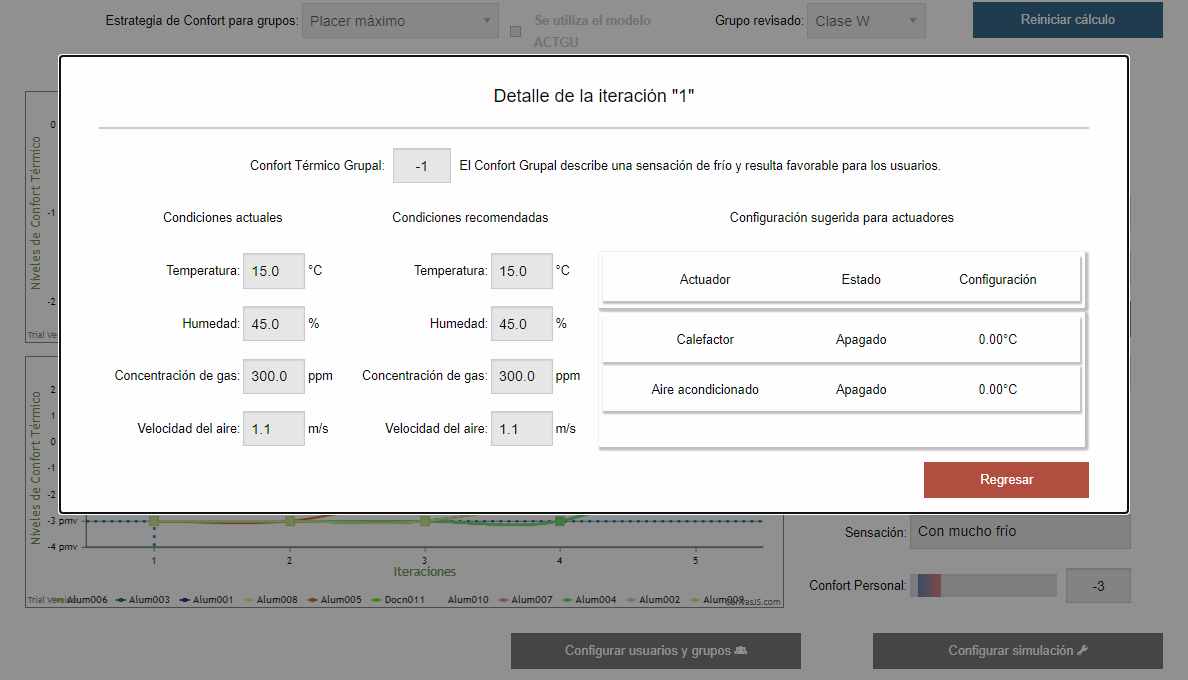 Estrategia de Confort para grupos: Placer máximo Se utiliza el modelo ACTGU Grupo revisado: Clase W Reiniciar cálculo
Detalle de la iteración "1"
Confort Térmico Grupal: -1 El Confort Grupal describe una sensación de frío y resulta favorable para los usuarios.
Condiciones actuales Condiciones recomendadas Configuración sugerida para actuadores
Temperatura: 15.0 °C Temperatura: 15.0 °C
Actuador Estado Configuración
Humedad: 45.0 % Humedad: 45.0 %
Calefactor Apagado 0.00°C
Concentración de gas: 300.0 ppm Concentración de gas: 300.0 ppm
Aire acondicionado Apagado 0.00°C
Velocidad del aire: 1.1 m/s Velocidad del aire: 1.1 m/s
Regresar
Niveles de Confort Térmico
0
-1
-2
Trial Ve
Niveles de Confort Térmico
2
1
0
-1
-2
-3 pmv
-4 pmv
1 2 3 4 5
Iteraciones
Trial Alum006 Alum003 Alum001 Alum008 Alum005 Docn011 Alum010 Alum007 Alum004 Alum002 Alum009
CanvasJS.com
Sensación: Con mucho frío
Confort Personal: -3
Configurar usuarios y grupos Configurar simulación